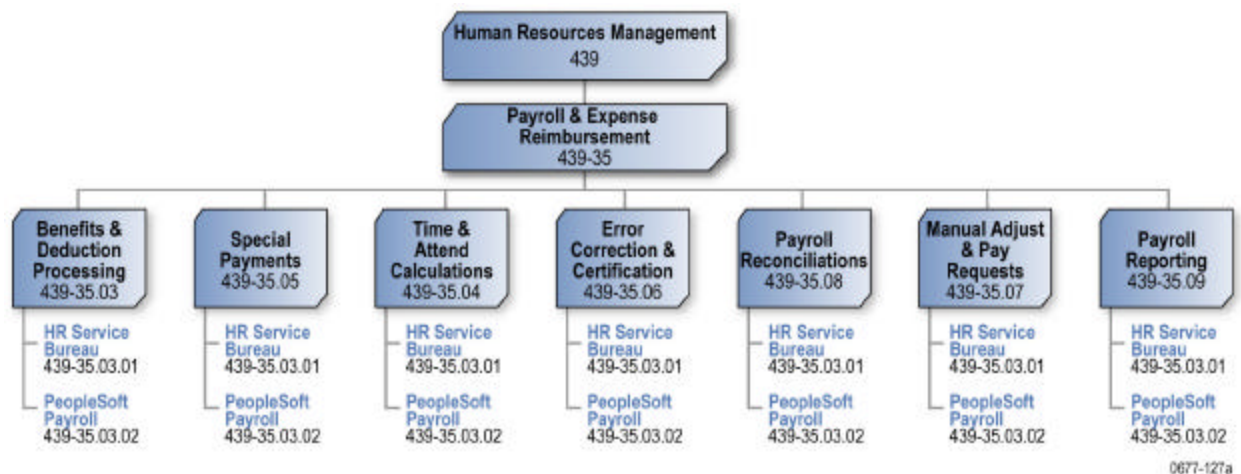 Human Resources Management
439
Payroll & Expense
Reimbursement
439-35
Benefits &
Deduction
Processing
439-35.03
Special
Payments
439-35.05
Time &
Attend
Calculations
439-35.04
Error
Correction &
Certification
439-35.06
Payroll
Reconciliations
439-35.08
Manual Adjust
& Pay
Requests
439-35.07
Payroll
Reporting
439-35.09
HR Service
Bureau
439-35.03.01
PeopleSoft
Payroll
439-35.03.02
HR Service
Bureau
439-35.03.01
PeopleSoft
Payroll
439-35.03.02
HR Service
Bureau
439-35.03.01
PeopleSoft
Payroll
439-35.03.02
HR Service
Bureau
439-35.03.01
PeopleSoft
Payroll
439-35.03.02
HR Service
Bureau
439-35.03.01
PeopleSoft
Payroll
439-35.03.02
HR Service
Bureau
439-35.03.01
PeopleSoft
Payroll
439-35.03.02
HR Service
Bureau
439-35.03.01
PeopleSoft
Payroll
439-35.03.02
0677-127a